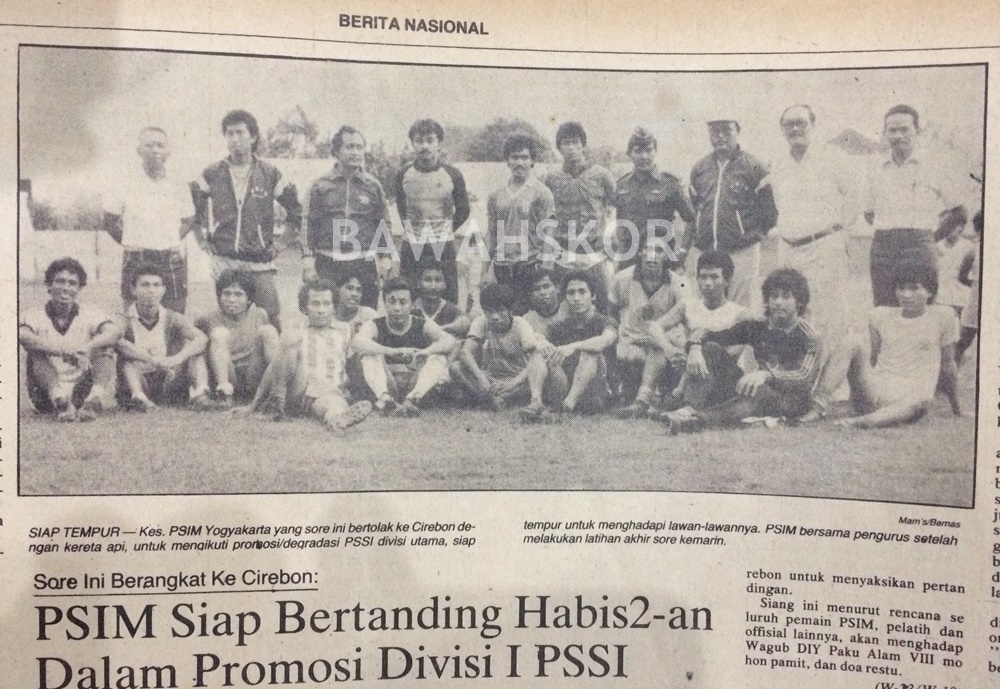 BERITA NASIONAL
BAWAHSKOR
Mam's/Bernas
SIAP TEMPUR — Kes. PSIM Yogyakarta yang sore ini bertolak ke Cirebon de-
ngan kereta api, untuk mengikuti promosi/degradasi PSSI divisi utama, siap
tempur untuk menghadapi lawan-lawannya. PSIM bersama pengurus setelah
melakukan latihan akhir sore kemarin.
Sore Ini Berangkat Ke Cirebon:
PSIM Siap Bertanding Habis2-an
Dalam Promosi Divisi I PSSI
rebon untuk menyaksikan pertan
dingan.
Siang ini menurut rencana se
luruh pemain PSIM, pelatih dan
offisial lainnya, akan menghadap
Wagub DIY Paku Alam VIII mo
hon pamit, dan doa restu.